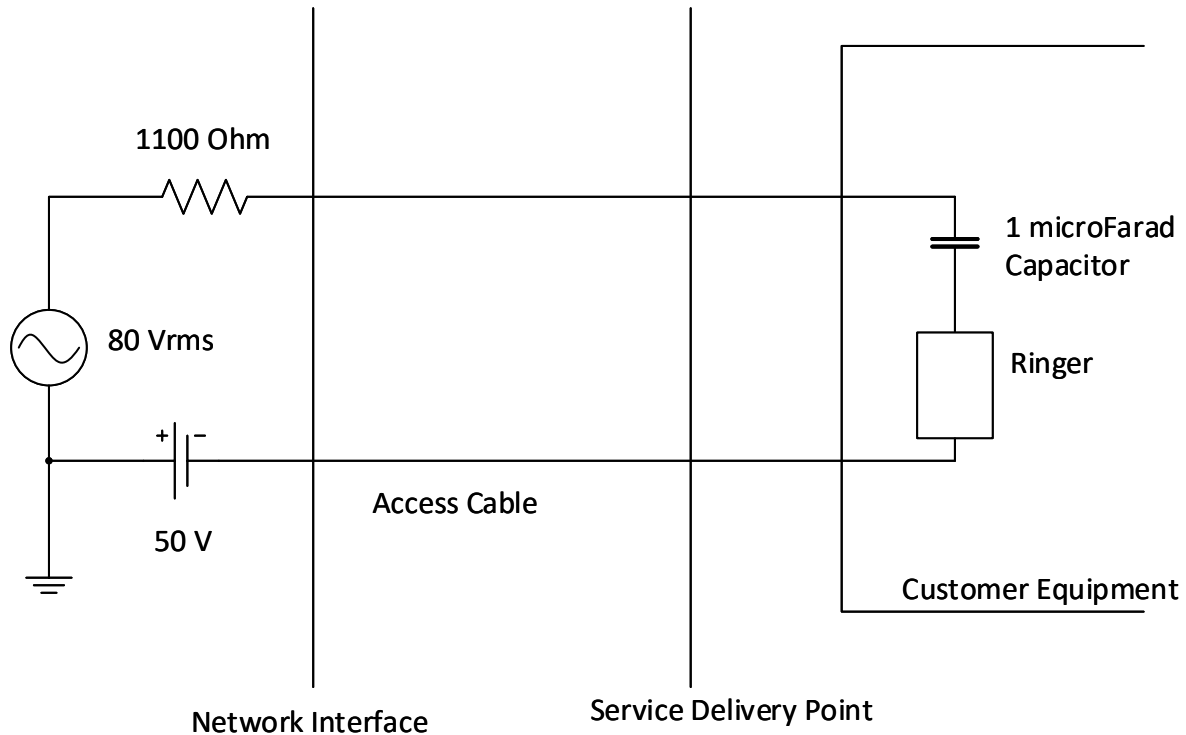 1100 Ohm
1 microFarad
Capacitor
80 Vrms
Ringer
+ −
Access Cable
50 V
Customer Equipment
Network Interface
Service Delivery Point